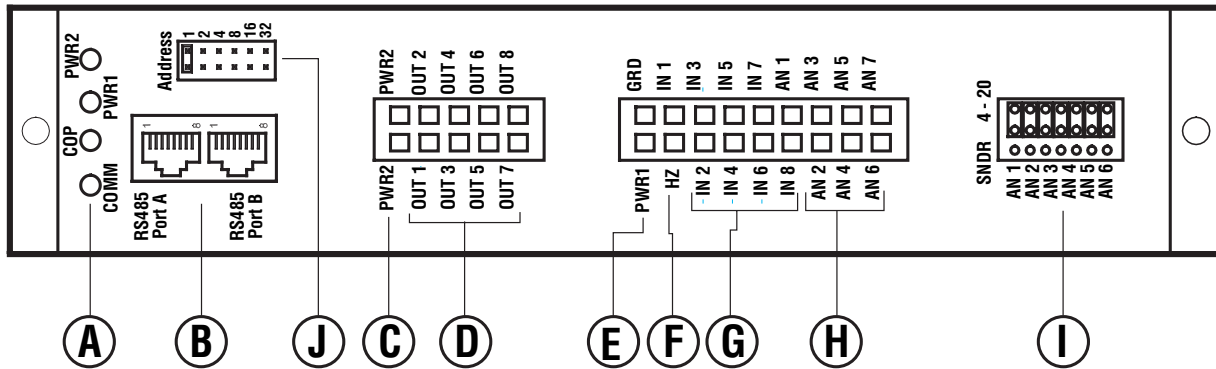 PWR2
PWR1
COP
COMM
Address
1
2
4
8
16
32
1
8
1
8
RS485
Port A
RS485
Port B
PWR2
OUT 2
OUT 4
OUT 6
OUT 8
PWR2
OUT 1
OUT 3
OUT 5
OUT 7
GRD
IN 1
IN 3
IN 5
IN 7
AN 1
AN 3
AN 5
AN 7
PWR1
HZ
IN 2
IN 4
IN 6
IN 8
AN 2
AN 4
AN 6
4 - 20
SNDR
AN 1
AN 2
AN 3
AN 4
AN 5
AN 6
A
B
J
C
D
E
F
G
H
I